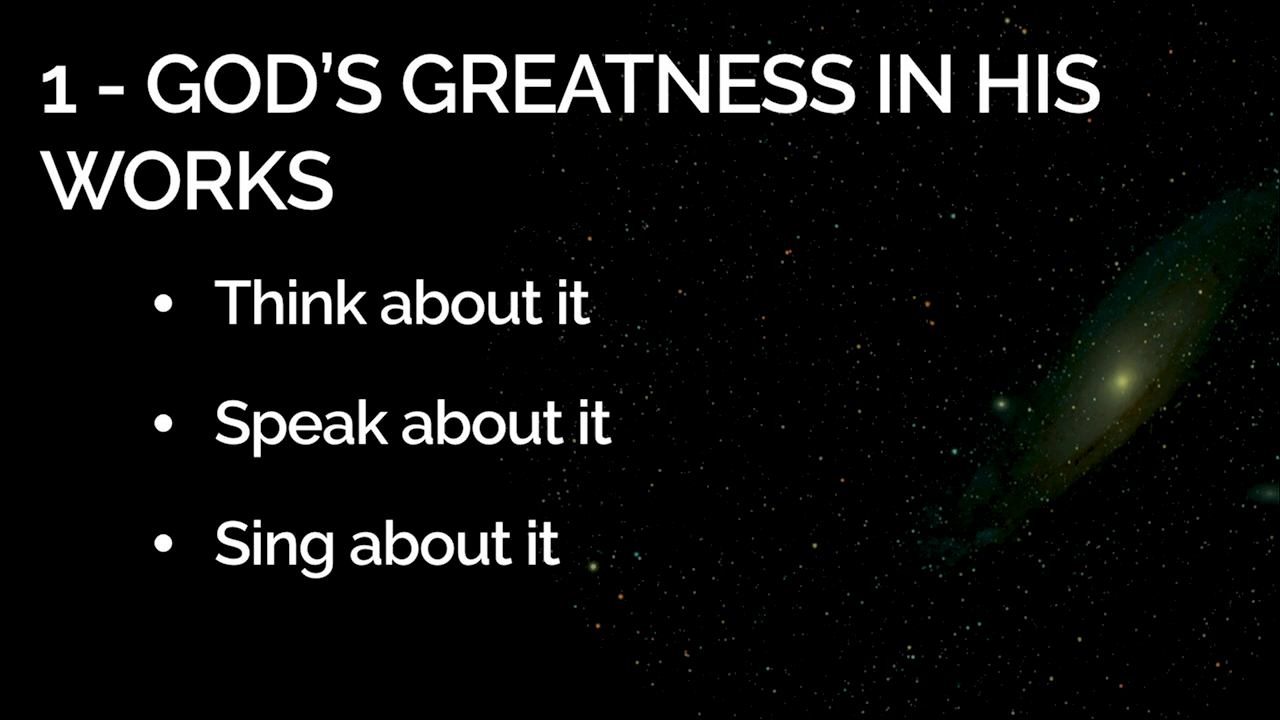 1 - GOD’S GREATNESS IN HIS
WORKS
• Think about it
• Speak about it
• Sing about it